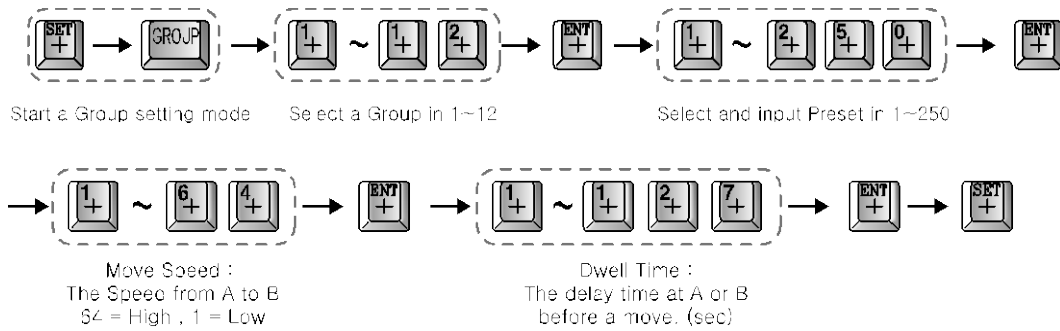 SET GROUP 1 ~ 1 2 ENT 1 ~ 2 5 0 ENT
Start a Group setting mode Select a Group in 1~12 Select and input Preset in 1~250
1 ~ 6 4 ENT 1 ~ 1 2 7 ENT SET
Move Speed : Dwell Time :
The Speed from A to B The delay time at A or B
64 = High , 1 = Low before a move. (sec)